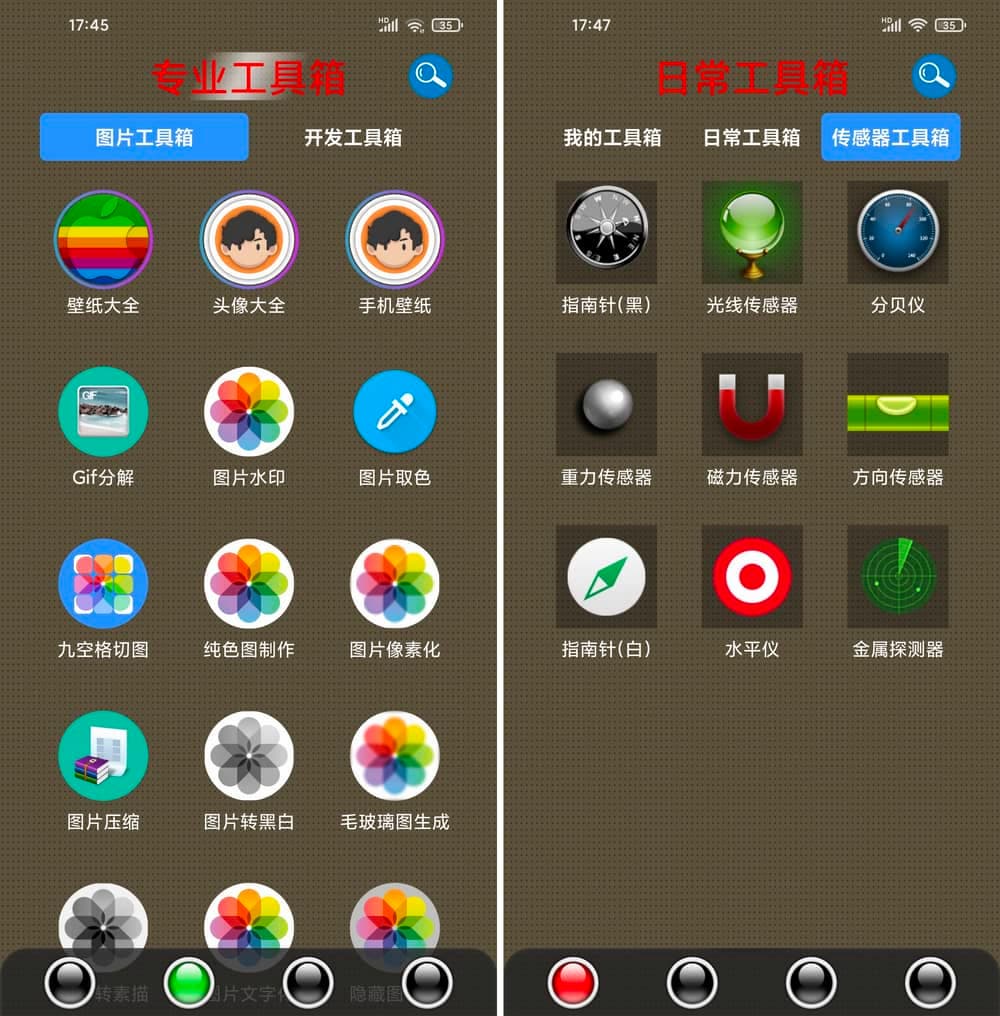 17:45
HD
35
专业工具箱
图片工具箱
开发工具箱
壁纸大全
头像大全
手机壁纸
GIF
Gif分解
图片水印
图片取色
九空格切图
纯色图制作
图片像素化
图片压缩
图片转黑白
毛玻璃图生成
转素描
图片文字
隐藏图
17:47
HD
35
日常工具箱
我的工具箱
日常工具箱
传感器工具箱
指南针(黑)
光线传感器
分贝仪
重力传感器
磁力传感器
方向传感器
指南针(白)
水平仪
金属探测器